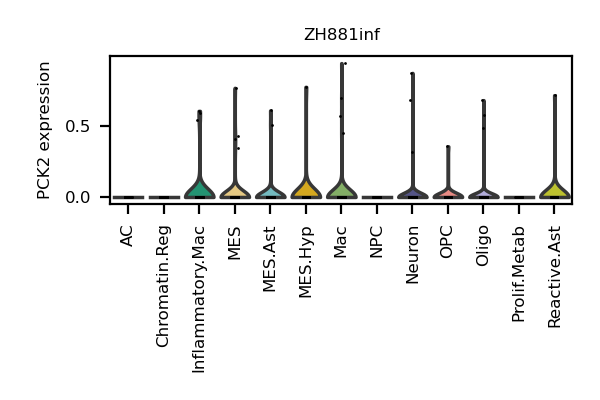 ZH881inf
PCK2 expression
0.5
0.0
AC
Chromatin.Reg
Inflammatory.Mac
MES
MES.Ast
MES.Hyp
Mac
NPC
Neuron
OPC
Oligo
Prolif.Metab
Reactive.Ast